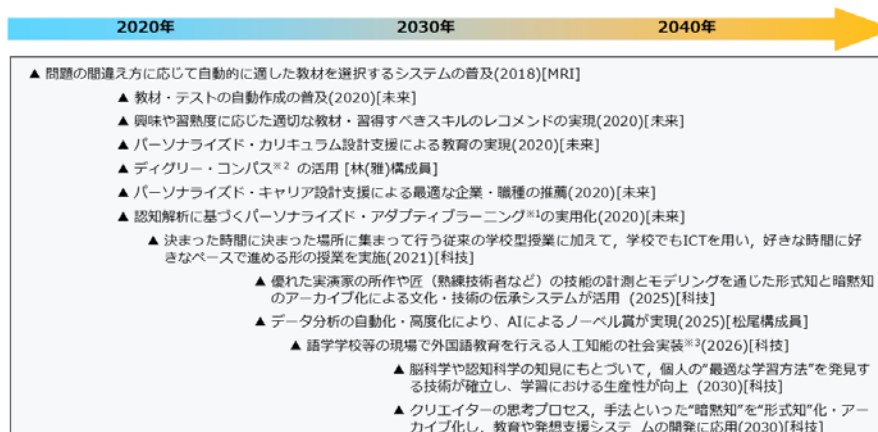 2020年 2030年 2040年
▲ 問題の間違え方に応じて自動的に適した教材を選択するシステムの普及(2018)[MRI]
▲ 教材・テストの自動作成の普及(2020)[未来]
▲ 興味や習熟度に応じた適切な教材・習得すべきスキルのレコメンドの実現(2020)[未来]
▲ パーソナライズド・カリキュラム設計支援による教育の実現(2020)[未来]
▲ ディグリー・コンパス※2 の活用 [林(雅)構成員]
▲ パーソナライズド・キャリア設計支援による最適な企業・職種の推薦(2020)[未来]
▲ 認知解析に基づくパーソナライズド・アダプティブラーニング※1の実用化(2020)[未来]
▲ 決まった時間に決まった場所に集まって行う従来の学校型授業に加えて，学校でもICTを用い，好きな時間に好
きなペースで進める形の授業を実施(2021)[科技]
▲ 優れた実演家の所作や匠（熟練技術者など）の技能の計測とモデリングを通じた形式知と暗黙知
のアーカイブ化による文化・技術の伝承システムが活用 (2025)[科技]
▲ データ分析の自動化・高度化により、AIによるノーベル賞が実現(2025)[松尾構成員]
▲ 語学学校等の現場で外国語教育を行える人工知能の社会実装※3(2026)[科技]
▲ 脳科学や認知科学の知見にもとづいて，個人の“最適な学習方法”を発見す
る技術が確立し、学習における生産性が向上 (2030)[科技]
▲ クリエイターの思考プロセス，手法といった“暗黙知”を“形式知”化・アー
カイブ化し，教育や発想支援システ ムの開発に応用(2030)[科技]